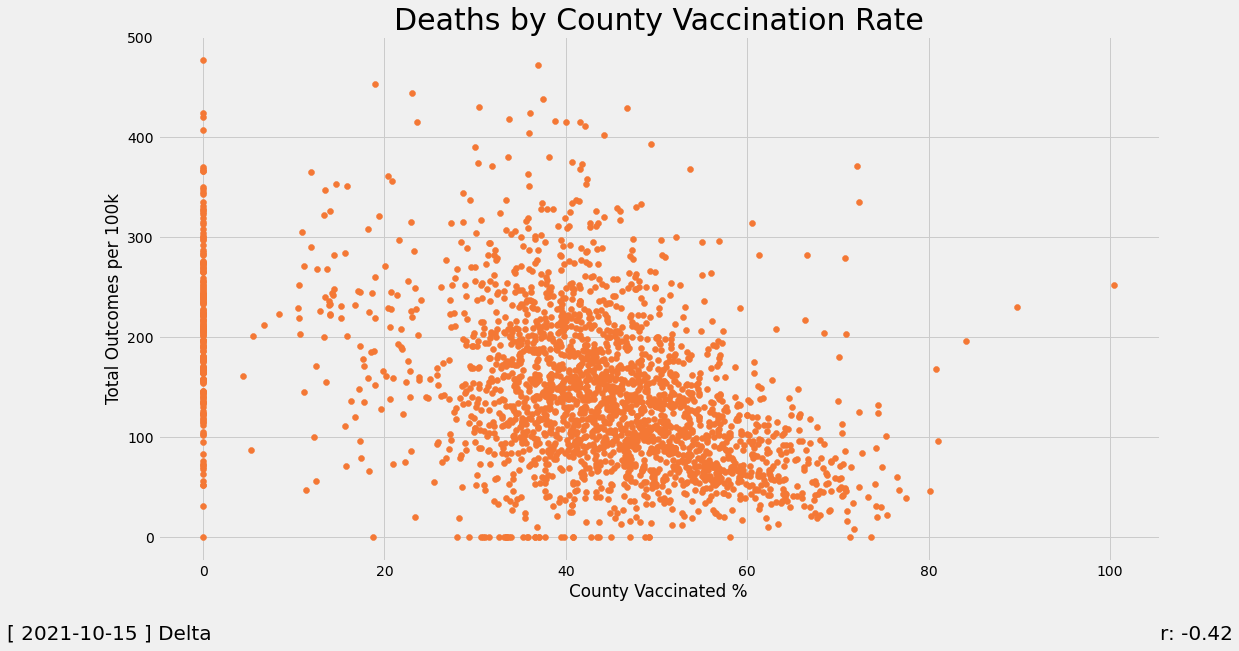 Deaths by County Vaccination Rate
500
400
300
200
100
0
Total Outcomes per 100k
0 20 40 60 80 100
County Vaccinated %
[ 2021-10-15 ] Delta
r: -0.42